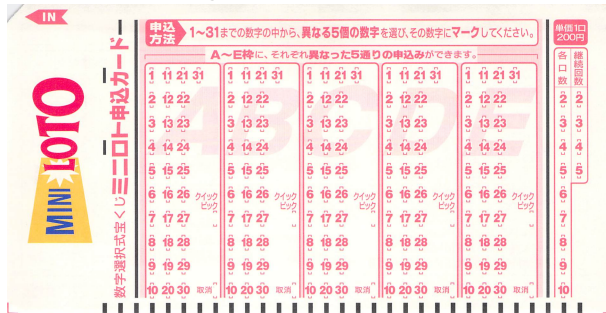 IN
MINI LOTO
数字選択式宝くじ ミニロト申込カード
申込方法 1〜31までの数字の中から、異なる5個の数字を選び、その数字にマークしてください。
A〜E枠に、それぞれ異なった5通りの申込みができます。
単価1口 200円
各口数 継続回数
A B C D E
1 11 21 31 1 11 21 31 1 11 21 31 1 11 21 31 1 11 21 31
2 12 22 2 12 22 2 12 22 2 12 22 2 12 22 2 2
3 13 23 3 13 23 3 13 23 3 13 23 3 13 23 3 3
4 14 24 4 14 24 4 14 24 4 14 24 4 14 24 4 4
5 15 25 5 15 25 5 15 25 5 15 25 5 15 25 5 5
6 16 26 クイックピック 6 16 26 クイックピック 6 16 26 クイックピック 6 16 26 クイックピック 6 16 26 クイックピック 6
7 17 27 7 17 27 7 17 27 7 17 27 7 17 27 7
8 18 28 8 18 28 8 18 28 8 18 28 8 18 28 8
9 19 29 9 19 29 9 19 29 9 19 29 9 19 29 9
10 20 30 取消 10 20 30 取消 10 20 30 取消 10 20 30 取消 10 20 30 取消 10